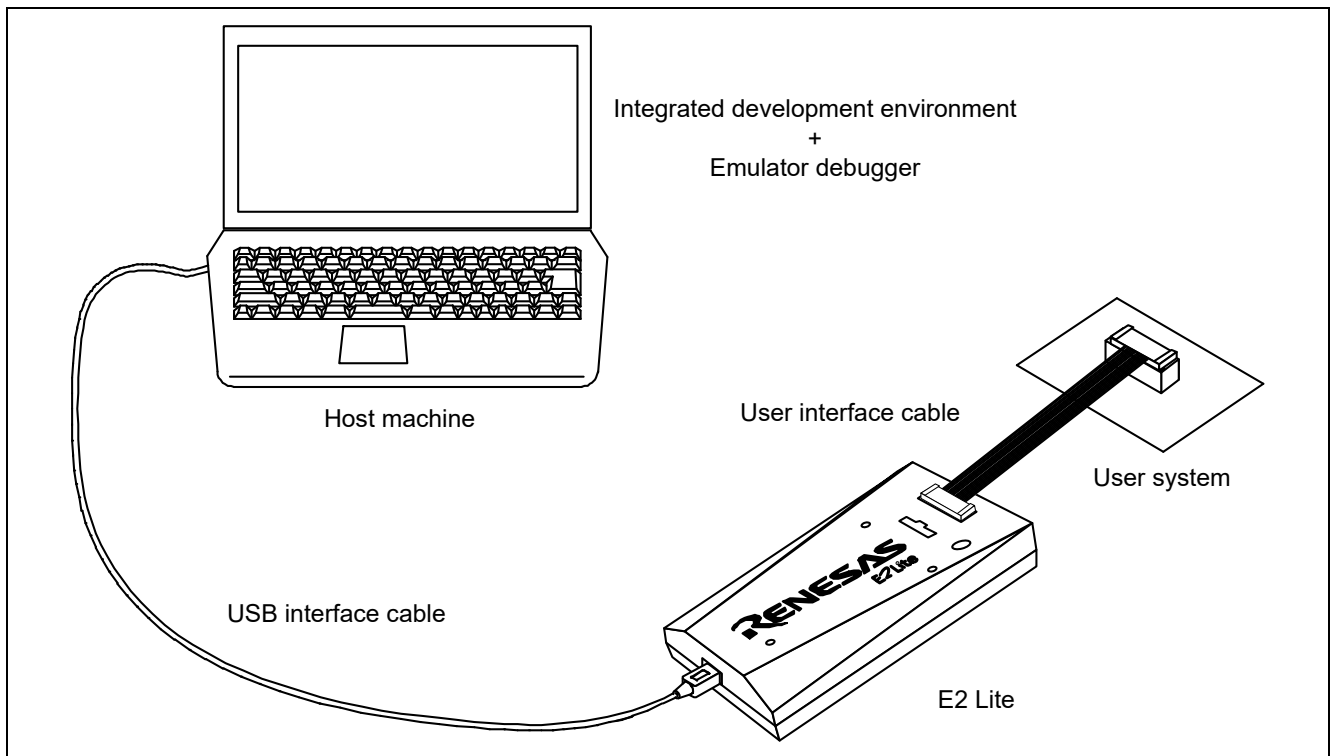 Integrated development environment
+
Emulator debugger
Host machine
User interface cable
User system
RENESAS
E2 Lite
USB interface cable
E2 Lite